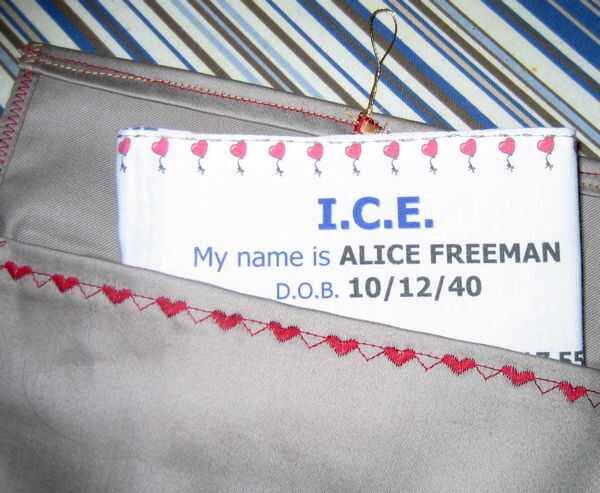 I.C.E.
My name is ALICE FREEMAN
D.O.B. 10/12/40